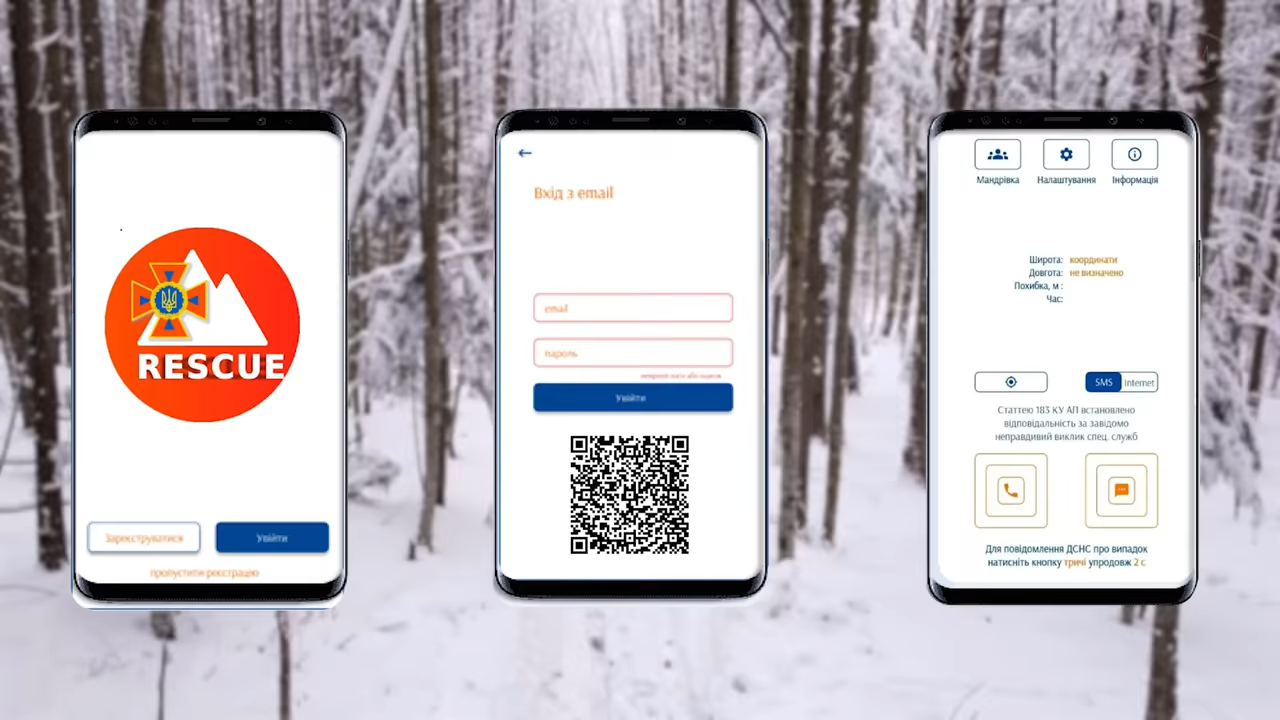 RESCUE
Зареєструватися
Увійти
пропустити реєстрацію
Вхід з email
email
пароль
Увійти
Мандрівка
Налаштування
Інформація
Широта: координати
Довгота: не визначено
Похибка, м :
Час:
SMS
Internet
Статтею 183 КУ АП встановлено
відповідальність за завідомо
неправдивий виклик спец. служб
Для повідомлення ДСНС про випадок
натисніть кнопку тричі упродовж 2 с